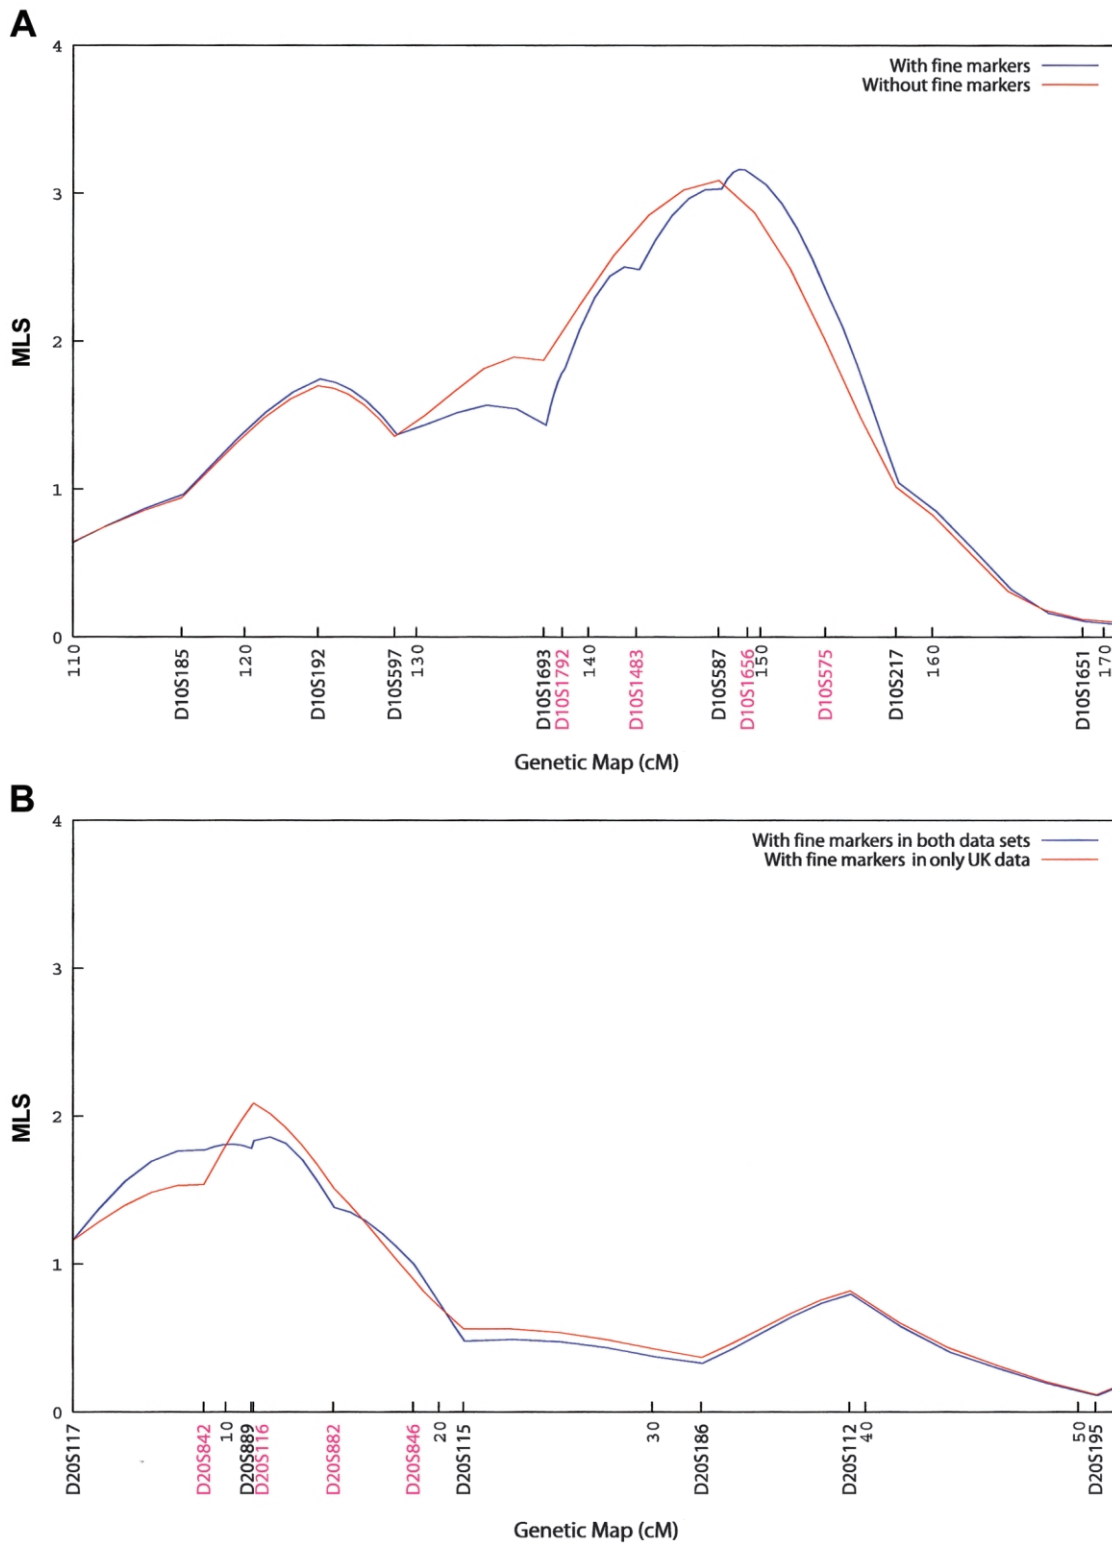 A
4
With fine markers
Without fine markers
3
MLS
2
1
0
110
D10S185
120
D10S192
D10S597
130
D10S1693
D10S1792
140
D10S1483
D10S587
D10S1656
150
D10S575
D10S217
160
D10S1651
170
Genetic Map (cM)
B
4
With fine markers in both data sets
With fine markers in only UK data
3
MLS
2
1
0
D20S117
D20S842
10
D20S889
D20S116
D20S882
D20S846
20
D20S115
30
D20S186
D20S112
40
50
D20S195
Genetic Map (cM)